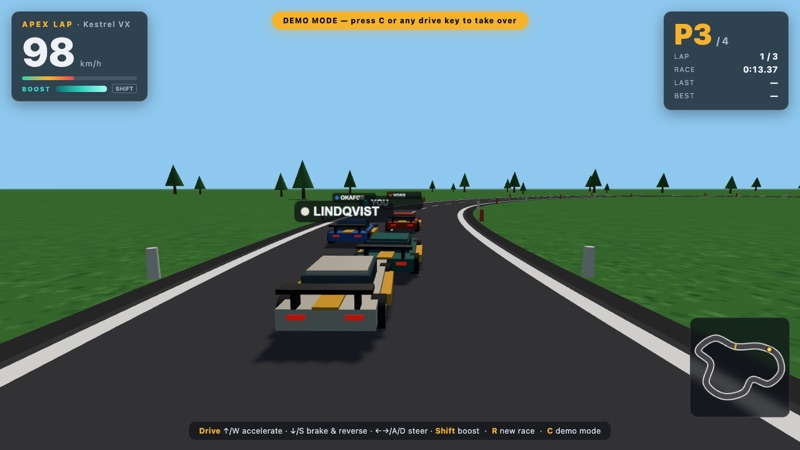 APEX LAP · Kestrel VX
98 km/h
BOOST SHIFT
DEMO MODE — press C or any drive key to take over
P3 / 4
LAP 1 / 3
RACE 0:13.37
LAST —
BEST —
YOU
LINDQVIST
Drive ↑/W accelerate · ↓/S brake & reverse · ←→/A/D steer · Shift boost · R new race · C demo mode